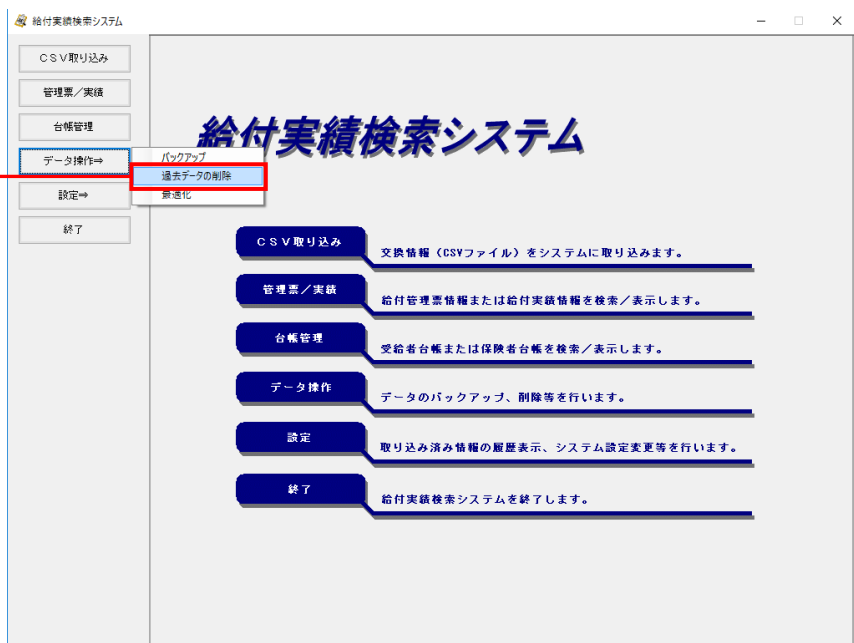 給付実績検索システム
CSV取り込み
管理票／実績
台帳管理
データ操作⇒
設定⇒
終了
バックアップ
過去データの削除
最適化
給付実績検索システム
CSV取り込み
交換情報（CSVファイル）をシステムに取り込みます。
管理票／実績
給付管理票情報または給付実績情報を検索／表示します。
台帳管理
受給者台帳または保険者台帳を検索／表示します。
データ操作
データのバックアップ、削除等を行います。
設定
取り込み済み情報の履歴表示、システム設定変更等を行います。
終了
給付実績検索システムを終了します。